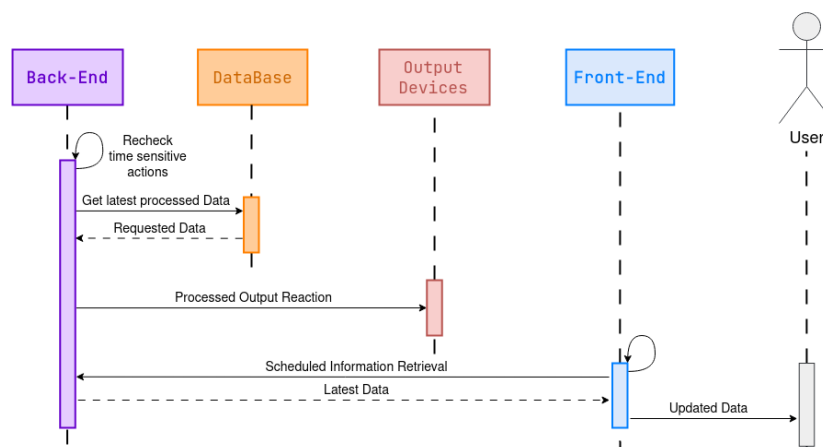 Back-End
DataBase
Output
Devices
Front-End
User
Recheck
time sensitive
actions
Get latest processed Data
Requested Data
Processed Output Reaction
Scheduled Information Retrieval
Latest Data
Updated Data